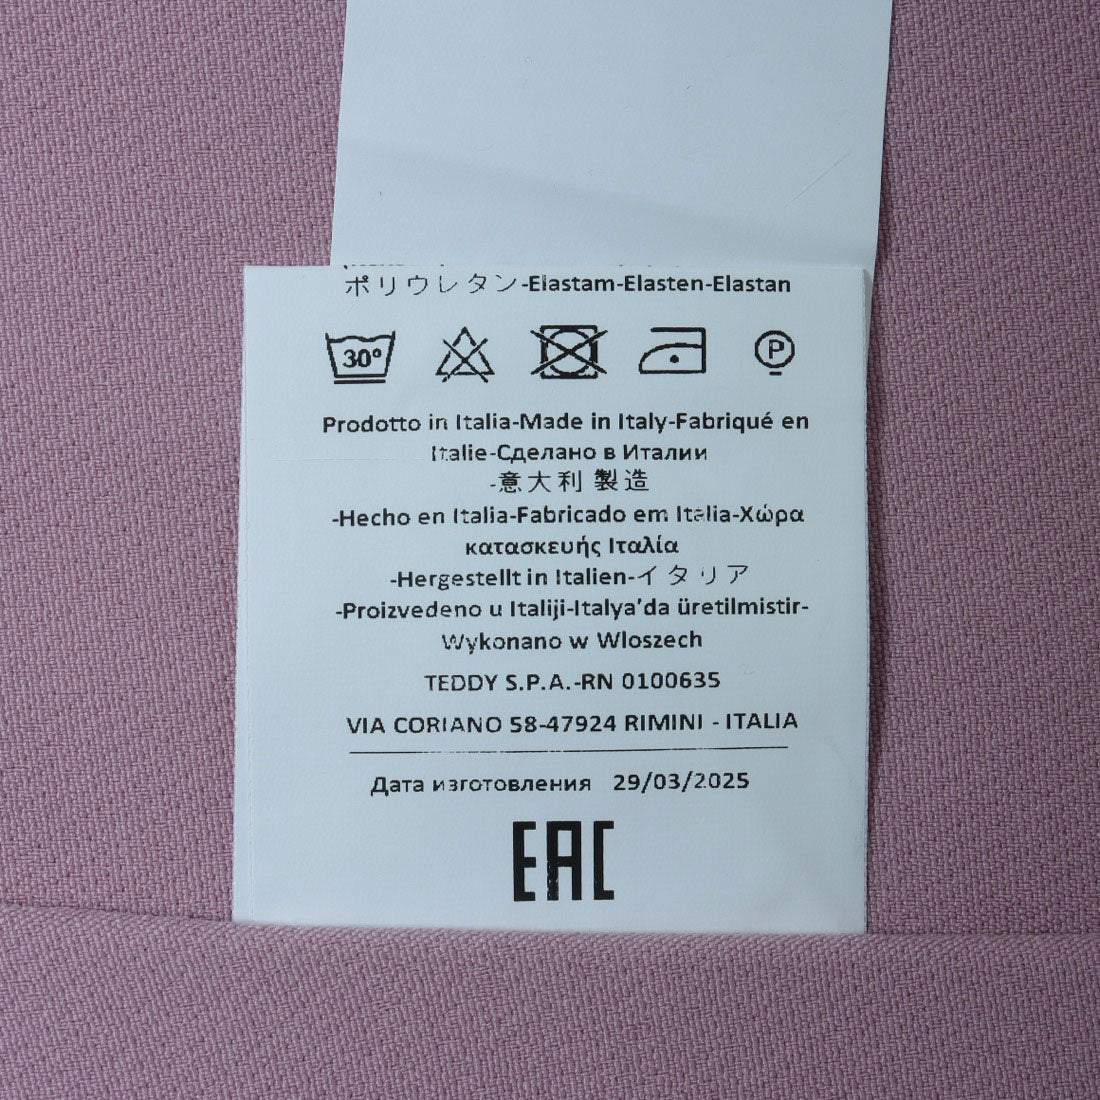 ポリウレタン-Elastam-Elasten-Elastan
30°
P
Prodotto in Italia-Made in Italy-Fabriqué en
Italie-Сделано в Италии
-意大利製造
-Hecho en Italia-Fabricado em Italia-Χώρα
κατασκευής Ιταλία
-Hergestellt in Italien-イタリア
-Proizvedeno u Italiji-Italya'da üretilmistir-
Wykonano w Wloszech
TEDDY S.P.A.-RN 0100635
VIA CORIANO 58-47924 RIMINI - ITALIA
Дата изготовления 29/03/2025
EAC